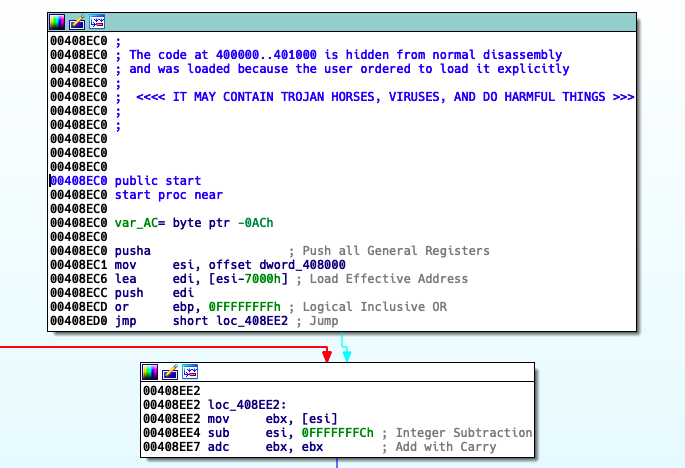 00408EC0 ;
00408EC0 ; The code at 400000..401000 is hidden from normal disassembly
00408EC0 ; and was loaded because the user ordered to load it explicitly
00408EC0 ;
00408EC0 ;  <<<< IT MAY CONTAIN TROJAN HORSES, VIRUSES, AND DO HARMFUL THINGS >>>
00408EC0 ;
00408EC0 ;
00408EC0
00408EC0
00408EC0
00408EC0 public start
00408EC0 start proc near
00408EC0
00408EC0 var_AC= byte ptr -0ACh
00408EC0
00408EC0 pusha                   ; Push all General Registers
00408EC1 mov     esi, offset dword_408000
00408EC6 lea     edi, [esi-7000h] ; Load Effective Address
00408ECC push    edi
00408ECD or      ebp, 0FFFFFFFFh ; Logical Inclusive OR
00408ED0 jmp     short loc_408EE2 ; Jump
00408EE2
00408EE2 loc_408EE2:
00408EE2 mov     ebx, [esi]
00408EE4 sub     esi, 0FFFFFFFCh ; Integer Subtraction
00408EE7 adc     ebx, ebx        ; Add with Carry